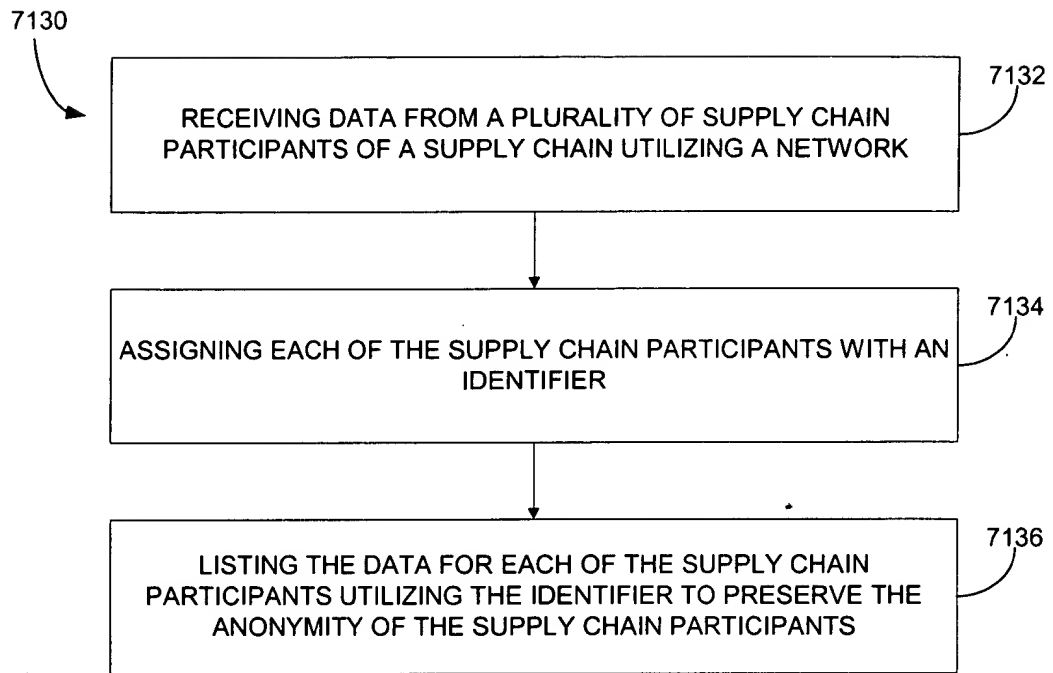 7130
7132
RECEIVING DATA FROM A PLURALITY OF SUPPLY CHAIN
PARTICIPANTS OF A SUPPLY CHAIN UTILIZING A NETWORK
7134
ASSIGNING EACH OF THE SUPPLY CHAIN PARTICIPANTS WITH AN
IDENTIFIER
7136
LISTING THE DATA FOR EACH OF THE SUPPLY CHAIN
PARTICIPANTS UTILIZING THE IDENTIFIER TO PRESERVE THE
ANONYMITY OF THE SUPPLY CHAIN PARTICIPANTS